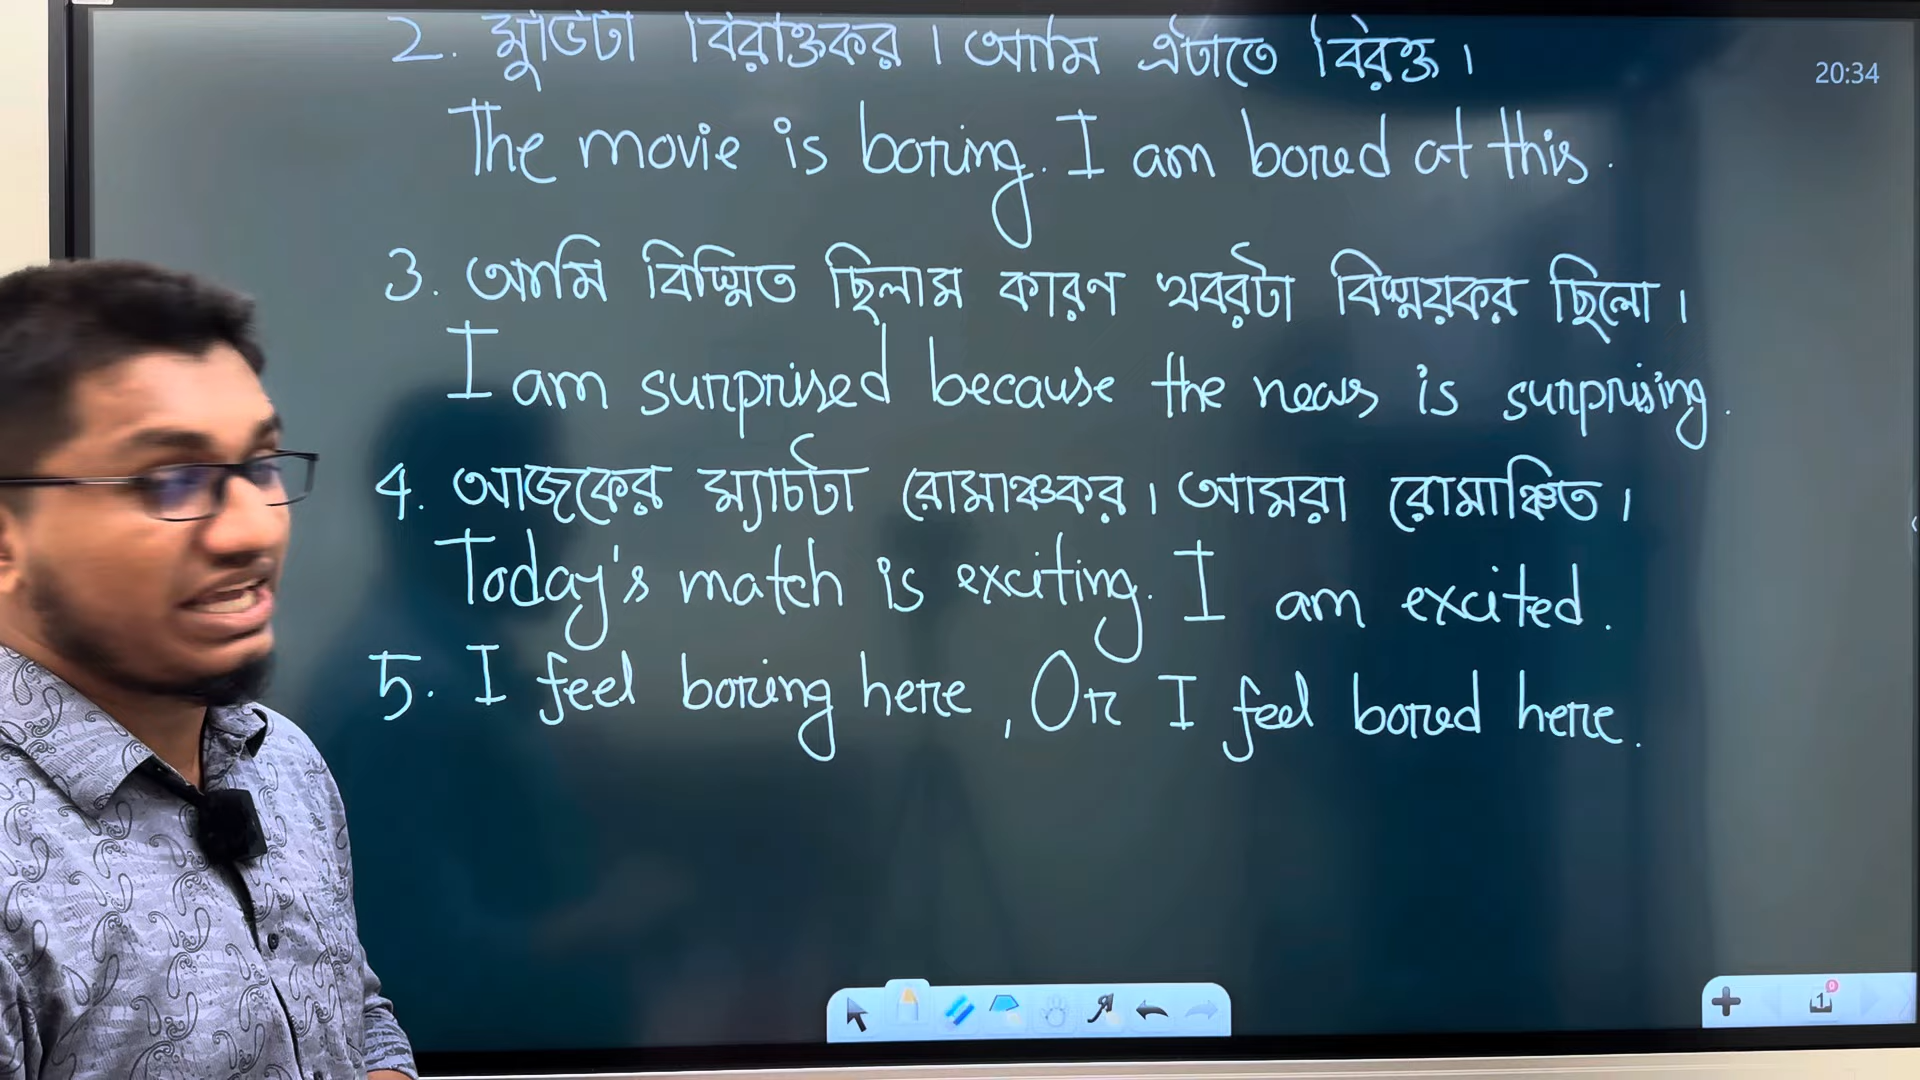 2. মুভিটা বিরক্তিকর। আমি এটাতে বিরক্ত।
20:34
The movie is boring. I am bored at this.
3. আমি বিস্মিত ছিলাম কারণ খবরটা বিস্ময়কর ছিলো।
I am surprised because the news is surprising.
4. আজকের ম্যাচটা রোমাঞ্চকর। আমরা রোমাঞ্চিত।
Today's match is exciting. I am excited.
5. I feel boring here, Or I feel bored here.
1